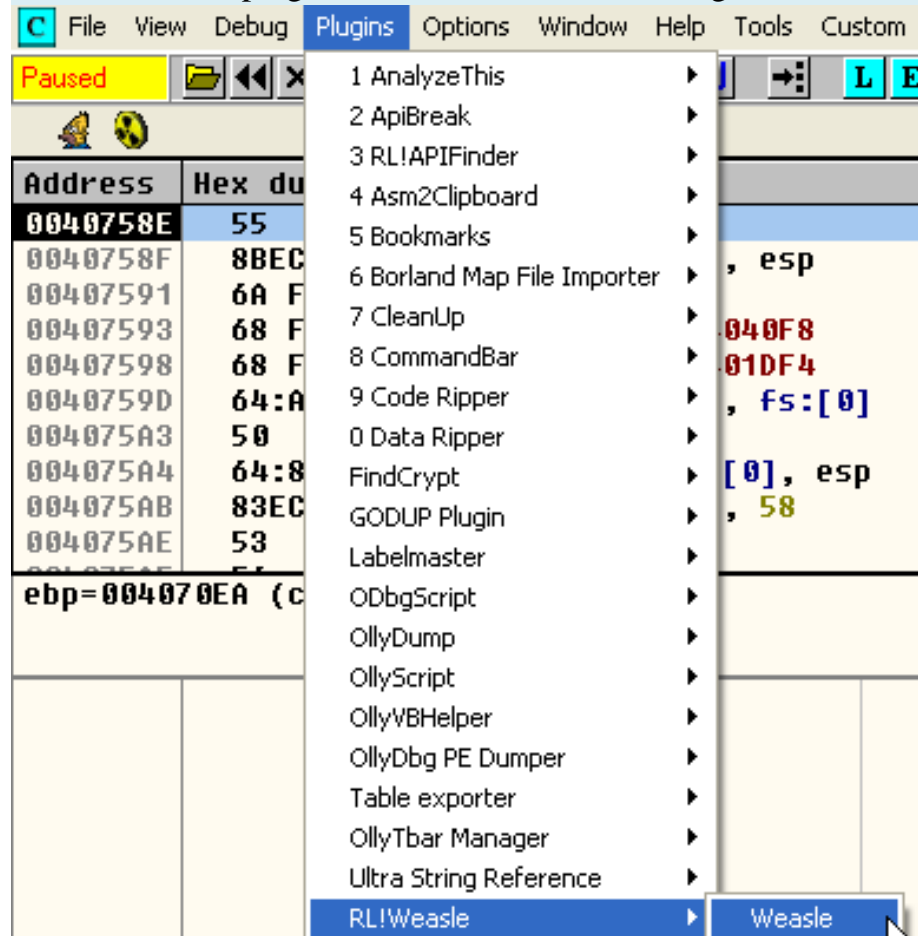 C File View Debug Plugins Options Window Help Tools Custom
Paused L E
1 AnalyzeThis
2 ApiBreak
3 RL!APIFinder
4 Asm2Clipboard
5 Bookmarks
6 Borland Map File Importer
7 CleanUp
8 CommandBar
9 Code Ripper
0 Data Ripper
FindCrypt
GODUP Plugin
Labelmaster
ODbgScript
OllyDump
OllyScript
OllyVBHelper
OllyDbg PE Dumper
Table exporter
OllyTbar Manager
Ultra String Reference
RL!Weasle Weasle
Address Hex du
0040758E 55
0040758F 8BEC , esp
00407591 6A F
00407593 68 F 040F8
00407598 68 F 01DF4
0040759D 64:A , fs:[0]
004075A3 50
004075A4 64:8 [0], esp
004075AB 83EC , 58
004075AE 53
ebp=004070EA (c